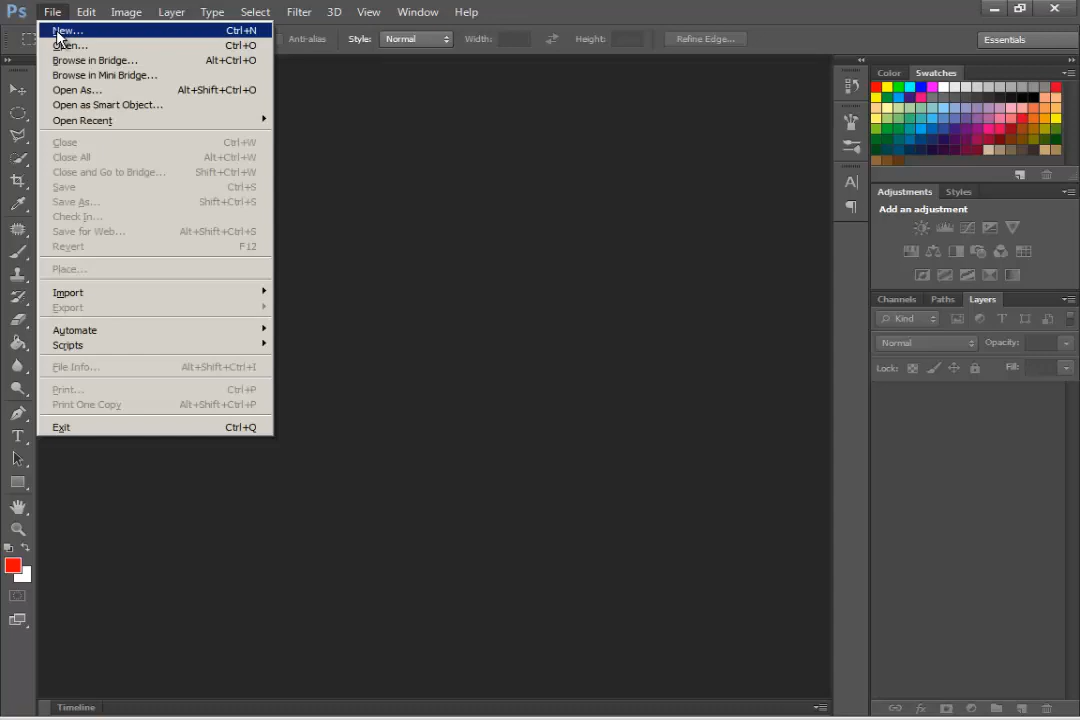 Ps File Edit Image Layer Type Select Filter 3D View Window Help
Anti-alias Style: Normal Width: Height: Refine Edge... Essentials
New... Ctrl+N
Open... Ctrl+O
Browse in Bridge... Alt+Ctrl+O
Browse in Mini Bridge...
Open As... Alt+Shift+Ctrl+O
Open as Smart Object...
Open Recent
Close Ctrl+W
Close All Alt+Ctrl+W
Close and Go to Bridge... Shift+Ctrl+W
Save Ctrl+S
Save As... Shift+Ctrl+S
Check In...
Save for Web... Alt+Shift+Ctrl+S
Revert F12
Place...
Import
Export
Automate
Scripts
File Info... Alt+Shift+Ctrl+I
Print... Ctrl+P
Print One Copy Alt+Shift+Ctrl+P
Exit Ctrl+Q
T
Color Swatches
A
Adjustments Styles
Add an adjustment
Channels Paths Layers
Kind T
Normal Opacity:
Lock: Fill:
fx
Timeline